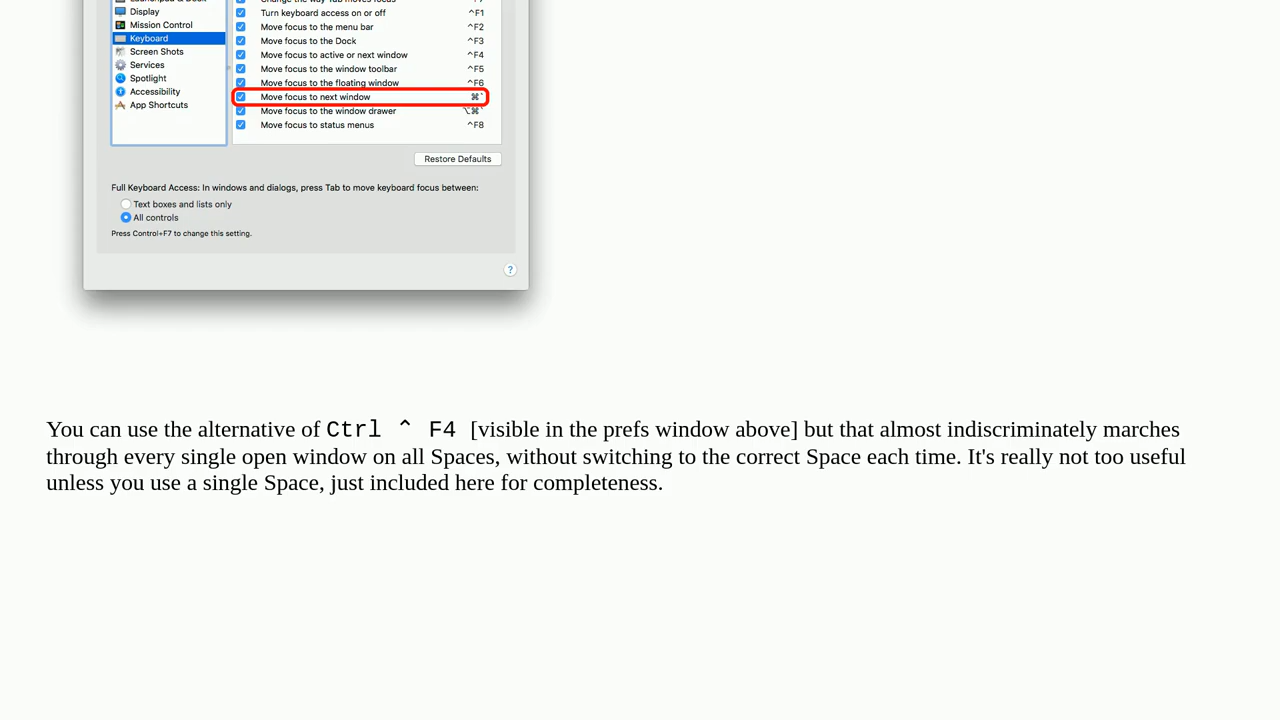 Display
Mission Control
Keyboard
Screen Shots
Services
Spotlight
Accessibility
App Shortcuts
Turn keyboard access on or off ^F1
Move focus to the menu bar ^F2
Move focus to the Dock ^F3
Move focus to active or next window ^F4
Move focus to the window toolbar ^F5
Move focus to the floating window ^F6
Move focus to next window ⌘`
Move focus to the window drawer ⌥⌘`
Move focus to status menus ^F8
Restore Defaults
Full Keyboard Access: In windows and dialogs, press Tab to move keyboard focus between:
Text boxes and lists only
All controls
Press Control+F7 to change this setting.
?
You can use the alternative of Ctrl ^ F4 [visible in the prefs window above] but that almost indiscriminately marches
through every single open window on all Spaces, without switching to the correct Space each time. It's really not too useful
unless you use a single Space, just included here for completeness.